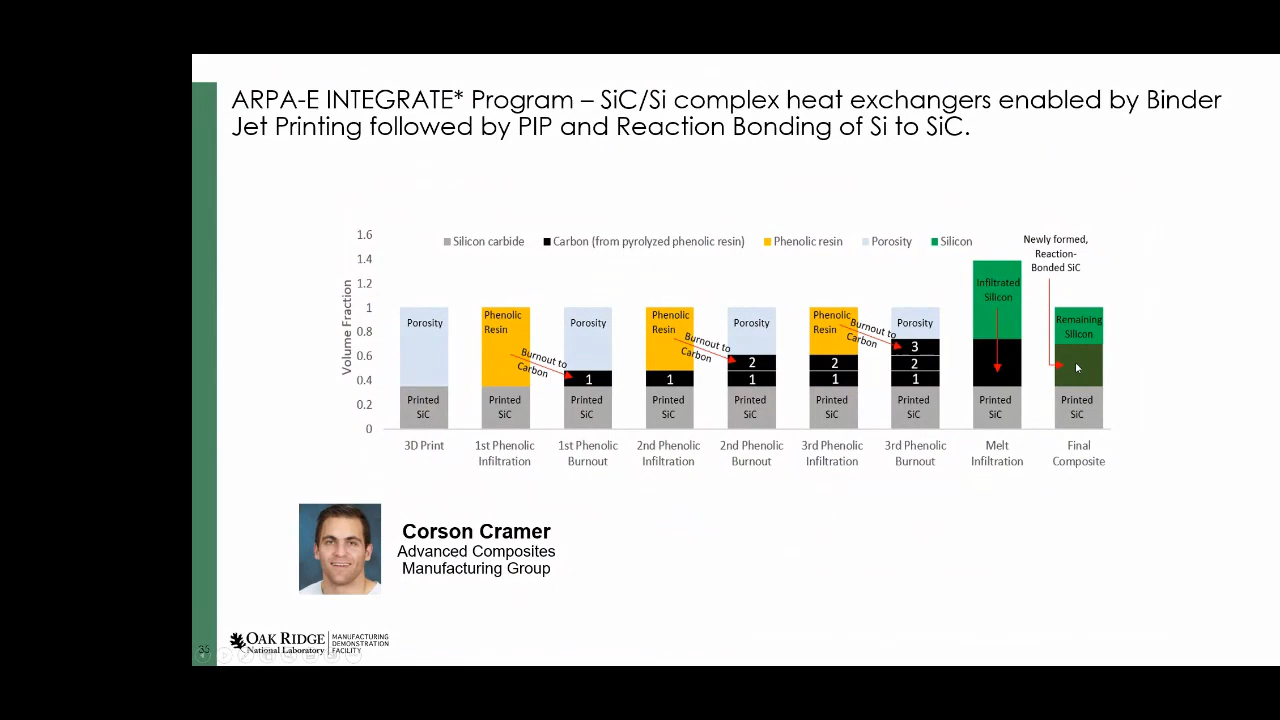 ARPA-E INTEGRATE* Program – SiC/Si complex heat exchangers enabled by Binder
Jet Printing followed by PIP and Reaction Bonding of Si to SiC.
1.6
1.4
1.2
1
0.8
0.6
0.4
0.2
0
Volume Fraction
Silicon carbide
Carbon (from pyrolyzed phenolic resin)
Phenolic resin
Porosity
Silicon
Newly formed,
Reaction-
Bonded SiC
Porosity
Printed
SiC
Phenolic
Resin
Printed
SiC
Burnout to
Carbon
Porosity
1
Printed
SiC
Phenolic
Resin
1
Printed
SiC
Burnout to
Carbon
Porosity
2
1
Printed
SiC
Phenolic
Resin
2
1
Printed
SiC
Burnout to
Carbon
Porosity
3
2
1
Printed
SiC
Infiltrated
Silicon
Printed
SiC
Remaining
Silicon
Printed
SiC
3D Print
1st Phenolic
Infiltration
1st Phenolic
Burnout
2nd Phenolic
Infiltration
2nd Phenolic
Burnout
3rd Phenolic
Infiltration
3rd Phenolic
Burnout
Melt
Infiltration
Final
Composite
Corson Cramer
Advanced Composites
Manufacturing Group
35
OAK RIDGE
National Laboratory
MANUFACTURING
DEMONSTRATION
FACILITY